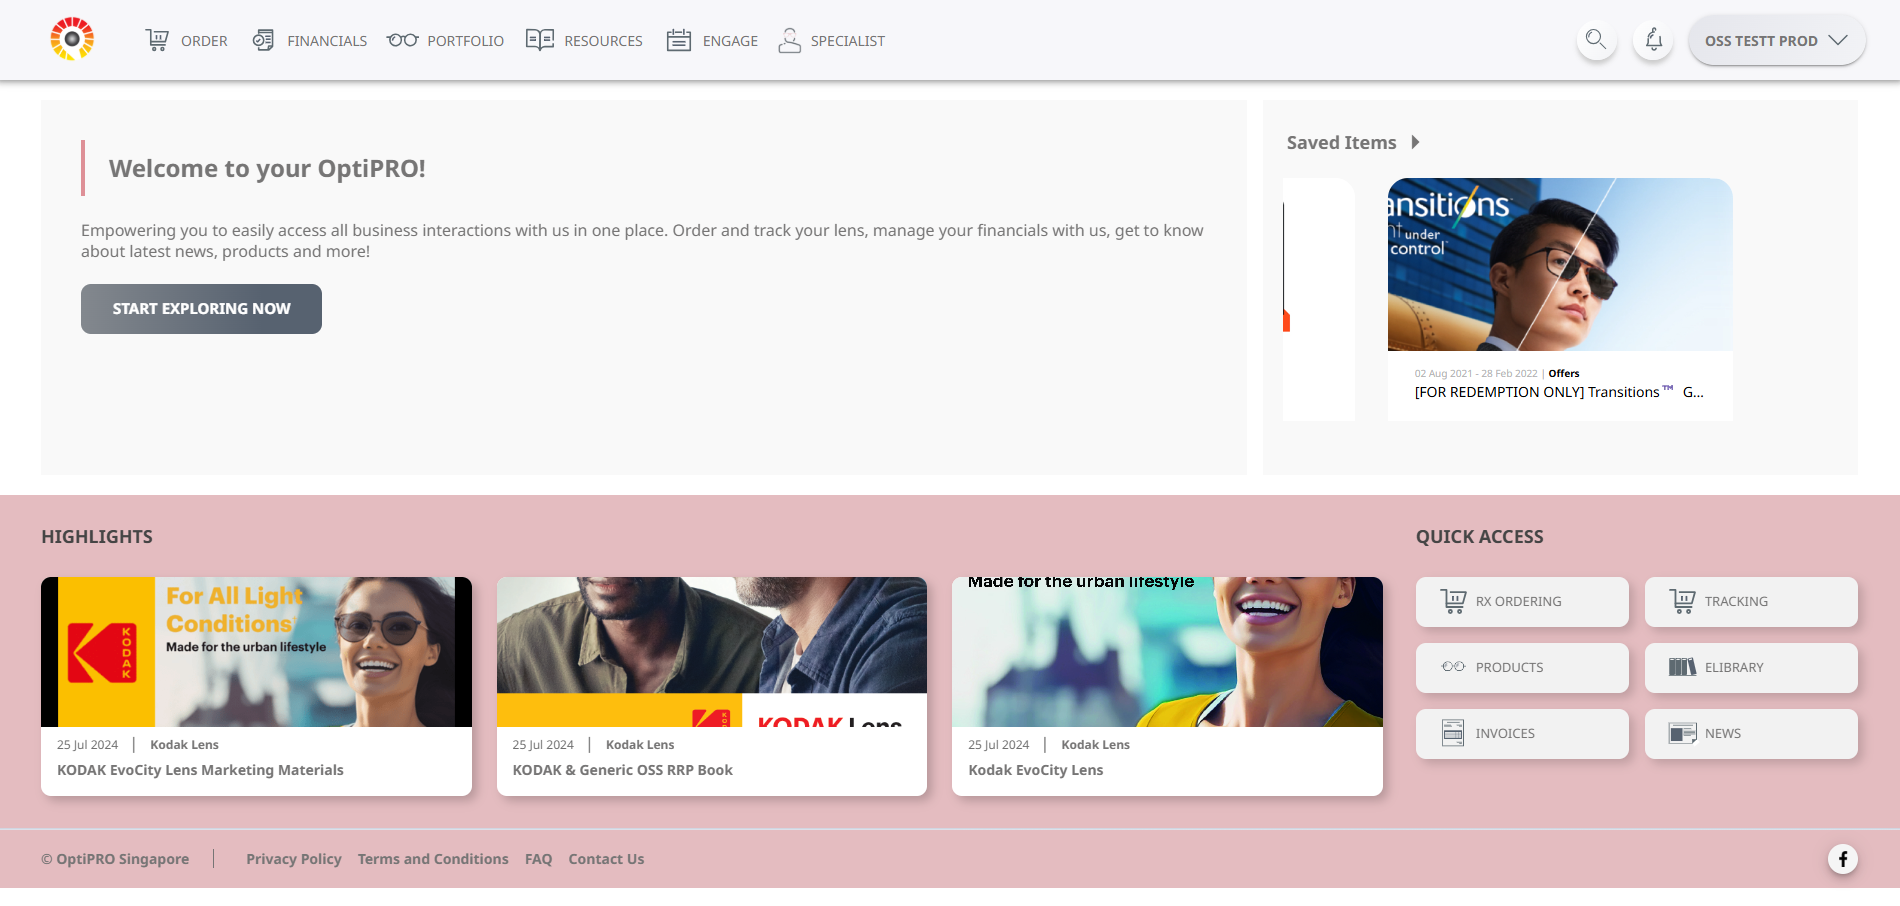 ORDER
FINANCIALS
PORTFOLIO
RESOURCES
ENGAGE
SPECIALIST
OSS TESTT PROD
Welcome to your OptiPRO!
Empowering you to easily access all business interactions with us in one place. Order and track your lens, manage your financials with us, get to know
about latest news, products and more!
START EXPLORING NOW
Saved Items
ansitions
nt under
control
02 Aug 2021 - 28 Feb 2022 | Offers
[FOR REDEMPTION ONLY] Transitions™ G...
HIGHLIGHTS
KODAK
For All Light
Conditions
Made for the urban lifestyle
25 Jul 2024
Kodak Lens
KODAK EvoCity Lens Marketing Materials
KODAK Lens
25 Jul 2024
Kodak Lens
KODAK & Generic OSS RRP Book
Made for the urban lifestyle
25 Jul 2024
Kodak Lens
Kodak EvoCity Lens
QUICK ACCESS
RX ORDERING
TRACKING
PRODUCTS
ELIBRARY
INVOICES
NEWS
© OptiPRO Singapore
Privacy Policy
Terms and Conditions
FAQ
Contact Us